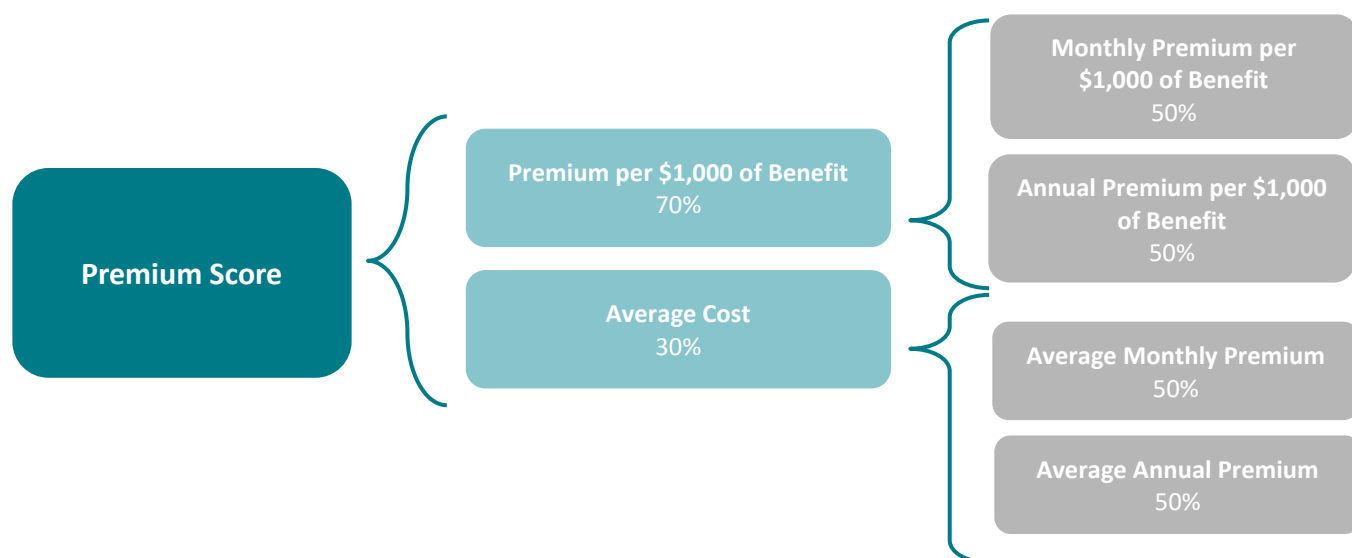 Premium Score
Premium per $1,000 of Benefit
70%
Average Cost
30%
Monthly Premium per
$1,000 of Benefit
50%
Annual Premium per $1,000
of Benefit
50%
Average Monthly Premium
50%
Average Annual Premium
50%